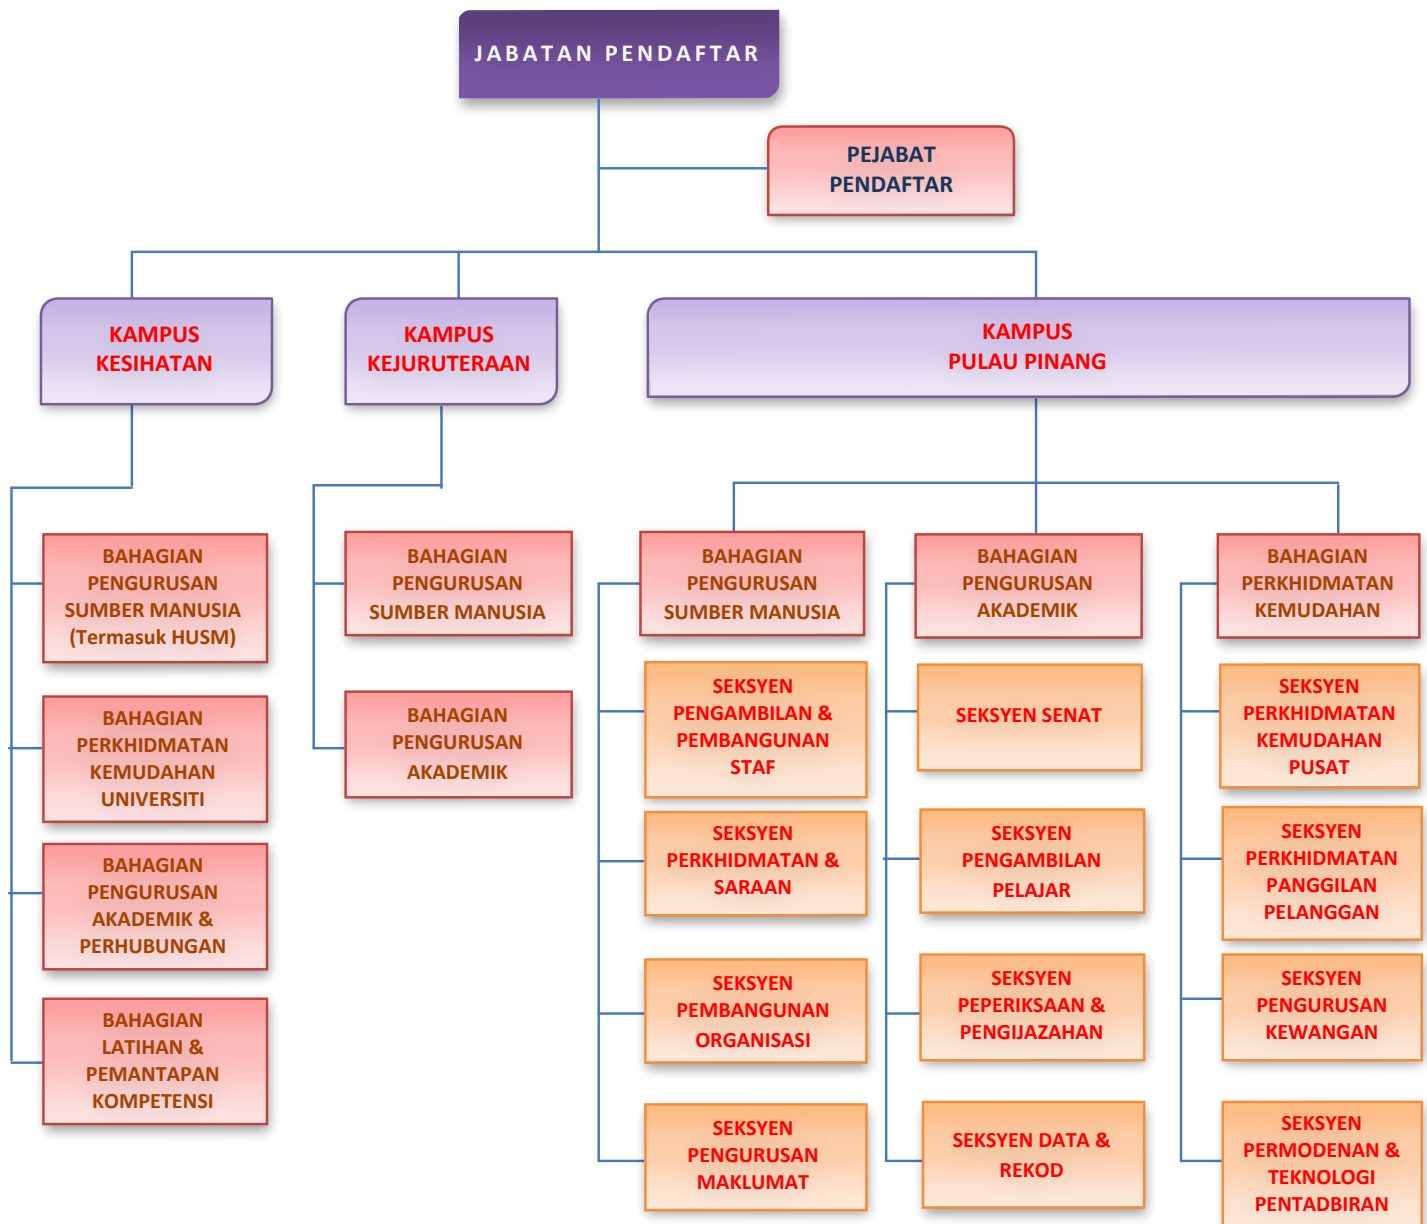 JABATAN PENDAFTAR
PEJABAT
PENDAFTAR
KAMPUS
KESIHATAN
KAMPUS
KEJURUTERAAN
KAMPUS
PULAU PINANG
BAHAGIAN
PENGURUSAN
SUMBER MANUSIA
(Termasuk HUSM)
BAHAGIAN
PERKHIDMATAN
KEMUDAHAN
UNIVERSITI
BAHAGIAN
PENGURUSAN
AKADEMIK &
PERHUBUNGAN
BAHAGIAN
LATIHAN &
PEMANTAPAN
KOMPETENSI
BAHAGIAN
PENGURUSAN
SUMBER MANUSIA
BAHAGIAN
PENGURUSAN
AKADEMIK
BAHAGIAN
PENGURUSAN
SUMBER MANUSIA
SEKSYEN
PENGAMBILAN &
PEMBANGUNAN
STAF
SEKSYEN
PERKHIDMATAN &
SARAAN
SEKSYEN
PEMBANGUNAN
ORGANISASI
SEKSYEN
PENGURUSAN
MAKLUMAT
BAHAGIAN
PENGURUSAN
AKADEMIK
SEKSYEN SENAT
SEKSYEN
PENGAMBILAN
PELAJAR
SEKSYEN
PEPERIKSAAN &
PENGIJAZAHAN
SEKSYEN DATA &
REKOD
BAHAGIAN
PERKHIDMATAN
KEMUDAHAN
SEKSYEN
PERKHIDMATAN
KEMUDAHAN
PUSAT
SEKSYEN
PERKHIDMATAN
PANGGILAN
PELANGGAN
SEKSYEN
PENGURUSAN
KEWANGAN
SEKSYEN
PERMODENAN &
TEKNOLOGI
PENTADBIRAN